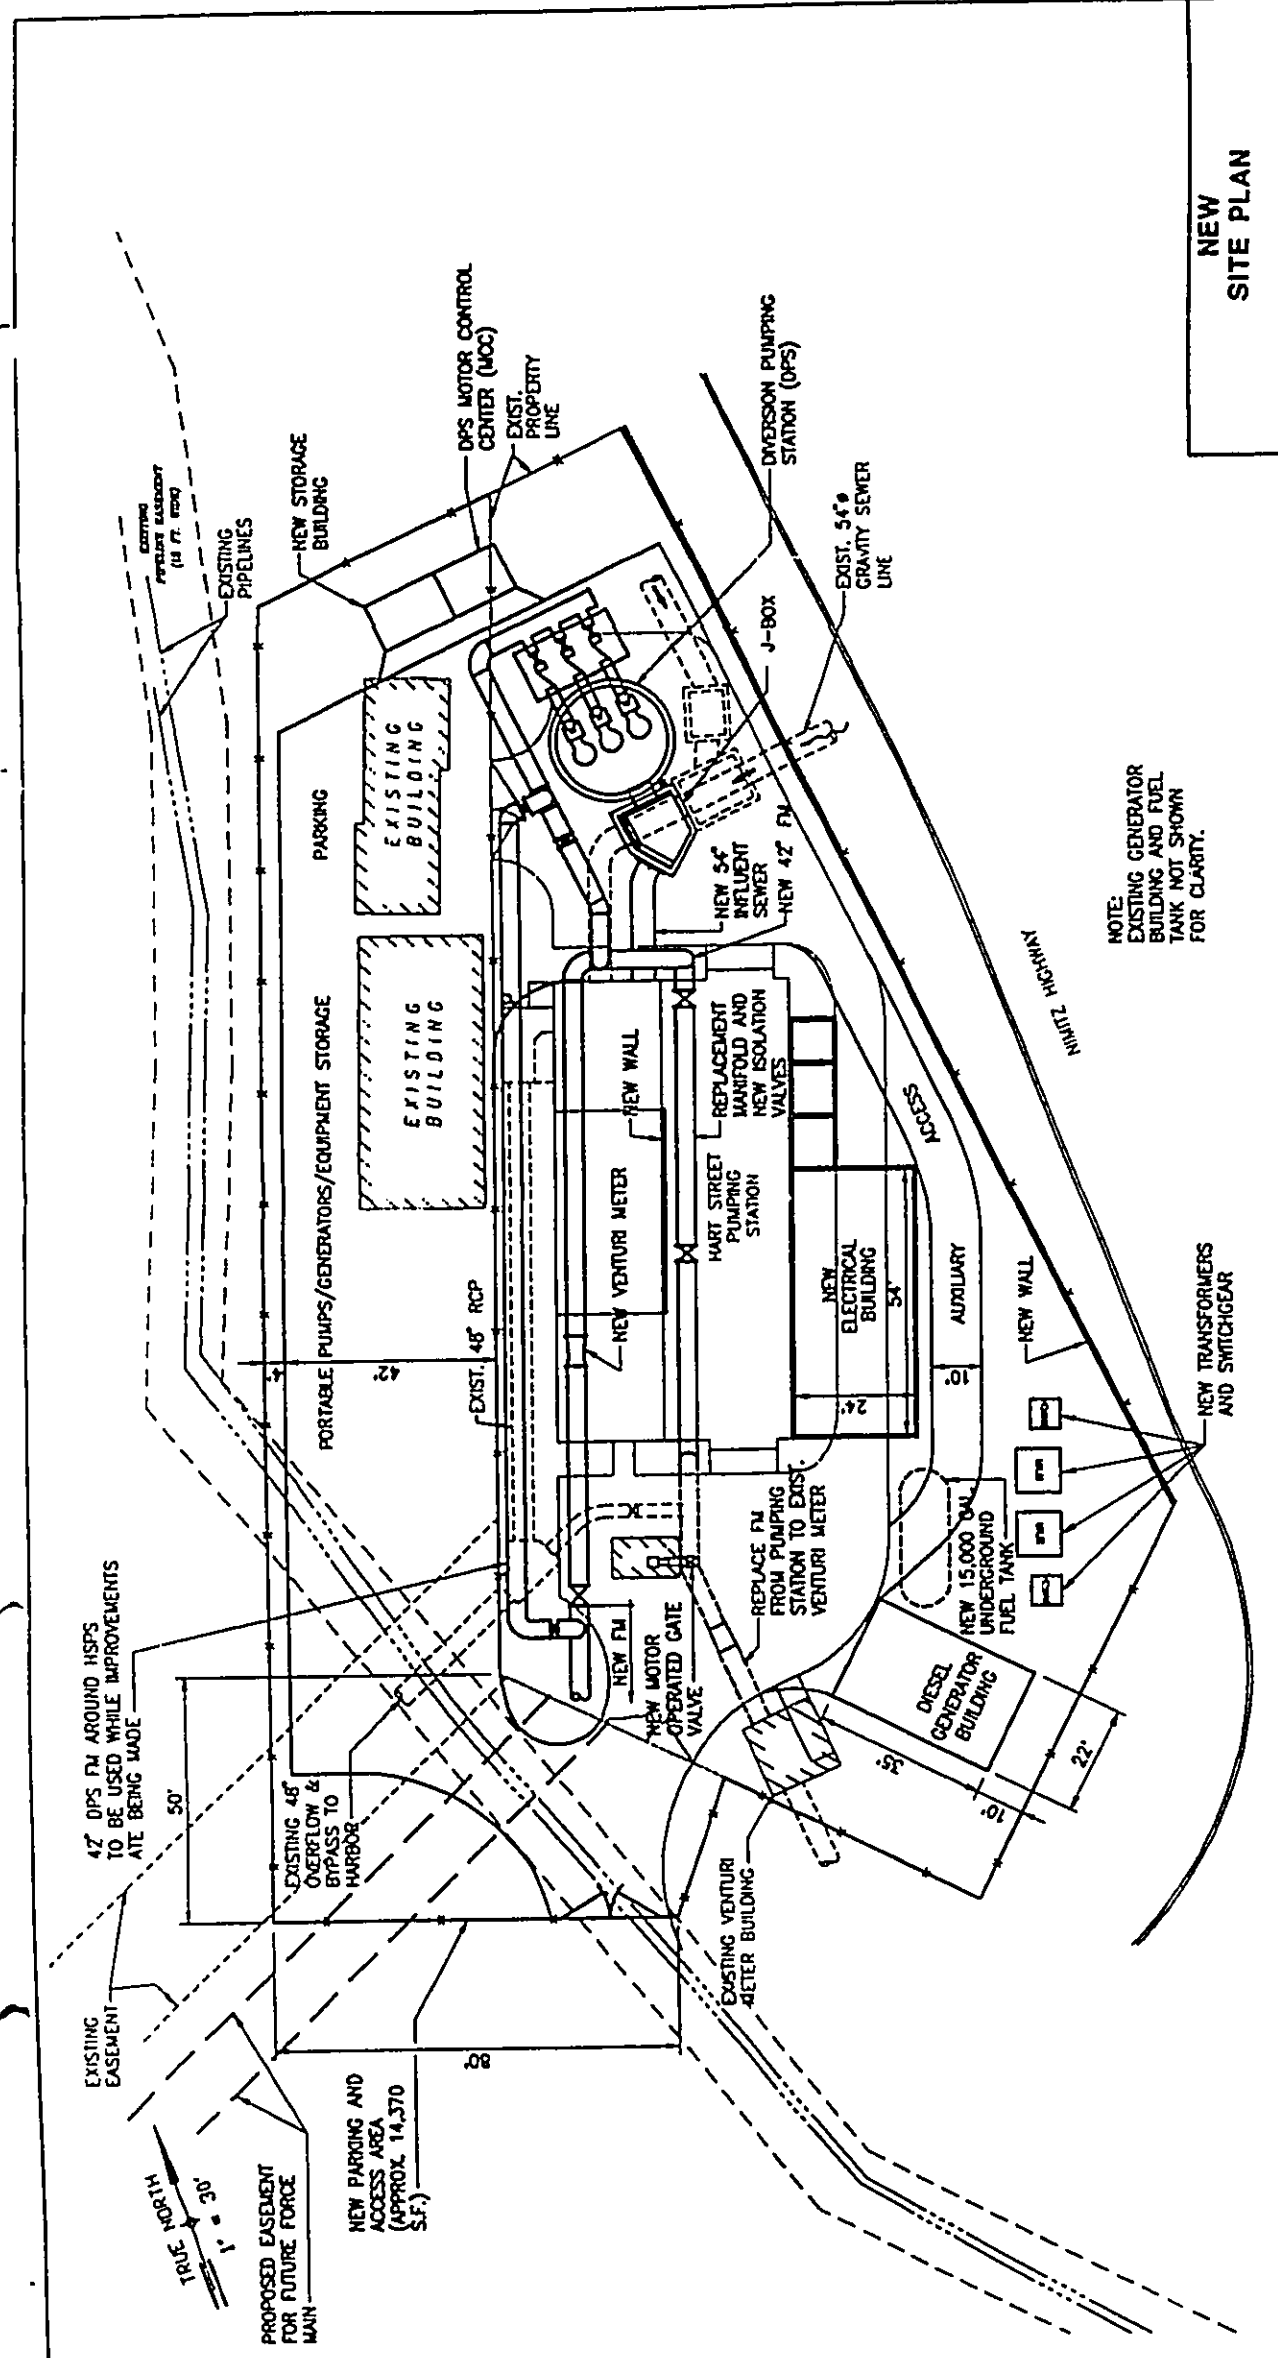 TRUE NORTH
1" = 30'
PROPOSED EASEMENT
FOR FUTURE FORCE
MAIN
EXISTING
EASEMENT
NEW PARKING AND
ACCESS AREA
(APPROX. 14,370
S.F.)
80'
50'
42" DPS FM AROUND HSPS
TO BE USED WHILE IMPROVEMENTS
ATE BEING MADE
EXISTING 48"
OVERFLOW &
BYPASS TO
HARBOR
PORTABLE PUMPS/GENERATORS/EQUIPMENT STORAGE
PARKING
4'
42'
EXISTING
PIPELINE EASEMENT
(15 FT. WIDE)
EXISTING
PIPELINES
NEW STORAGE
BUILDING
DPS MOTOR CONTROL
CENTER (MCC)
EXIST.
PROPERTY
LINE
EXISTING
BUILDING
EXISTING
BUILDING
EXIST. 48" RCP
NEW VENTURI METER
NEW WALL
NEW FM
NEW MOTOR
OPERATED GATE
VALVE
REPLACE FM
FROM PUMPING
STATION TO EXIST.
VENTURI METER
HART STREET
PUMPING
STATION
REPLACEMENT
MANIFOLD AND
NEW ISOLATION
VALVES
NEW 54"
INFLUENT
SEWER
NEW 42" FM
DIVERSION PUMPING
STATION (DPS)
J-BOX
EXIST. 54"ø
GRAVITY SEWER
LINE
EXISTING VENTURI
METER BUILDING
NEW
ELECTRICAL
BUILDING
54'
24'
10'
AUXILIARY
ACCESS
NEW 15,000 GAL.
UNDERGROUND
FUEL TANK
DIESEL
GENERATOR
BUILDING
35'
10'
22'
NEW WALL
NEW TRANSFORMERS
AND SWITCHGEAR
NIMITZ HIGHWAY
NOTE:
EXISTING GENERATOR
BUILDING AND FUEL
TANK NOT SHOWN
FOR CLARITY.
NEW
SITE PLAN